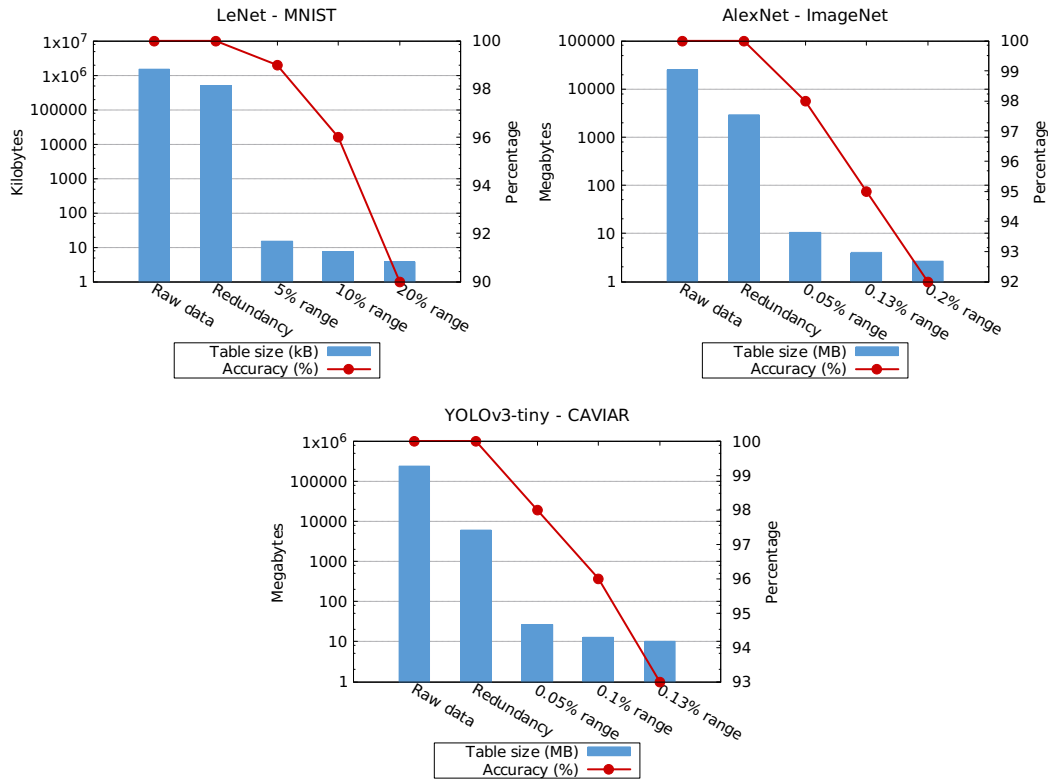 LeNet - MNIST
1x10^7
1x10^6
100000
10000
1000
100
10
1
Kilobytes
100
98
96
94
92
90
Percentage
Raw data
Redundancy
5% range
10% range
20% range
Table size (kB)
Accuracy (%)
AlexNet - ImageNet
100000
10000
1000
100
10
1
Megabytes
100
99
98
97
96
95
94
93
92
Percentage
Raw data
Redundancy
0.05% range
0.13% range
0.2% range
Table size (MB)
Accuracy (%)
YOLOv3-tiny - CAVIAR
1x10^6
100000
10000
1000
100
10
1
Megabytes
100
99
98
97
96
95
94
93
Percentage
Raw data
Redundancy
0.05% range
0.1% range
0.13% range
Table size (MB)
Accuracy (%)